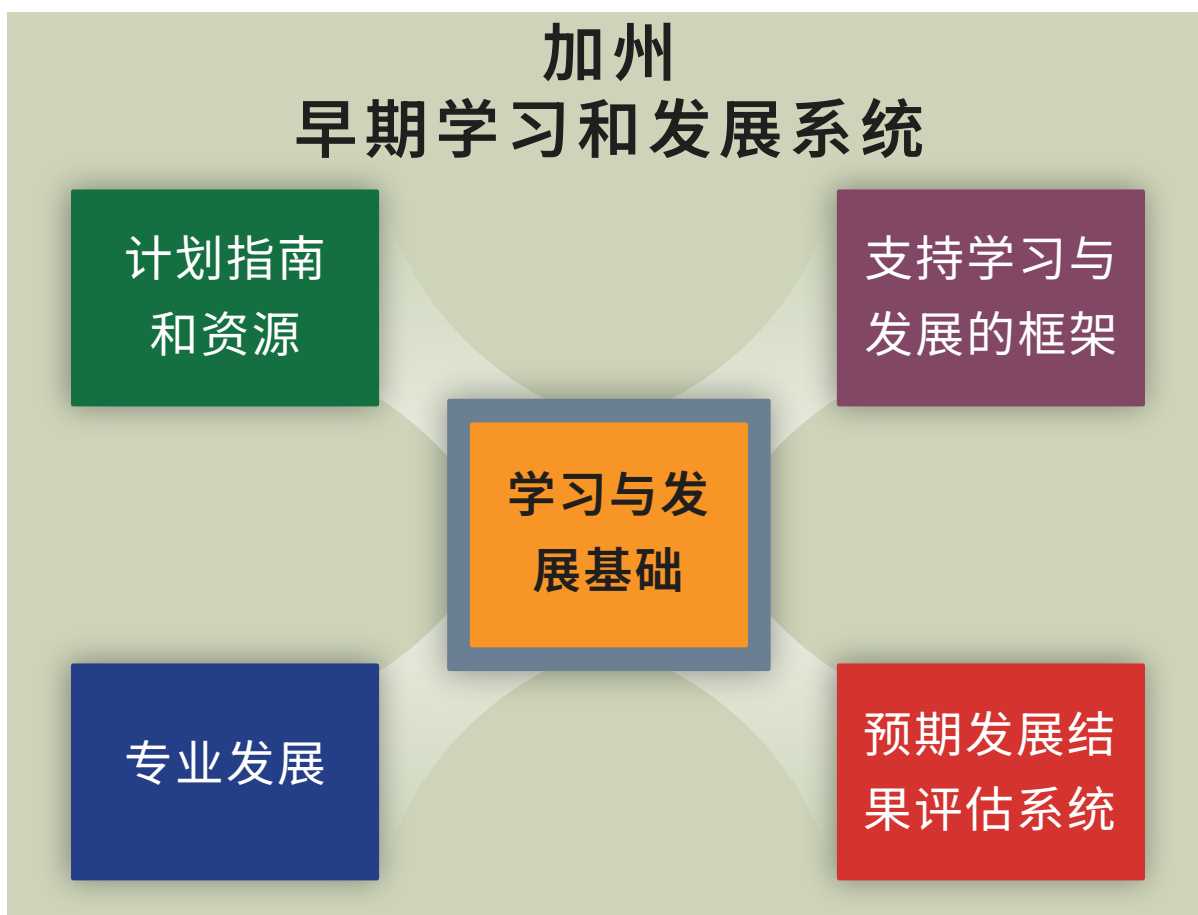 加州
早期学习和发展系统
计划指南
和资源
支持学习与
发展的框架
学习与发
展基础
专业发展
预期发展结
果评估系统